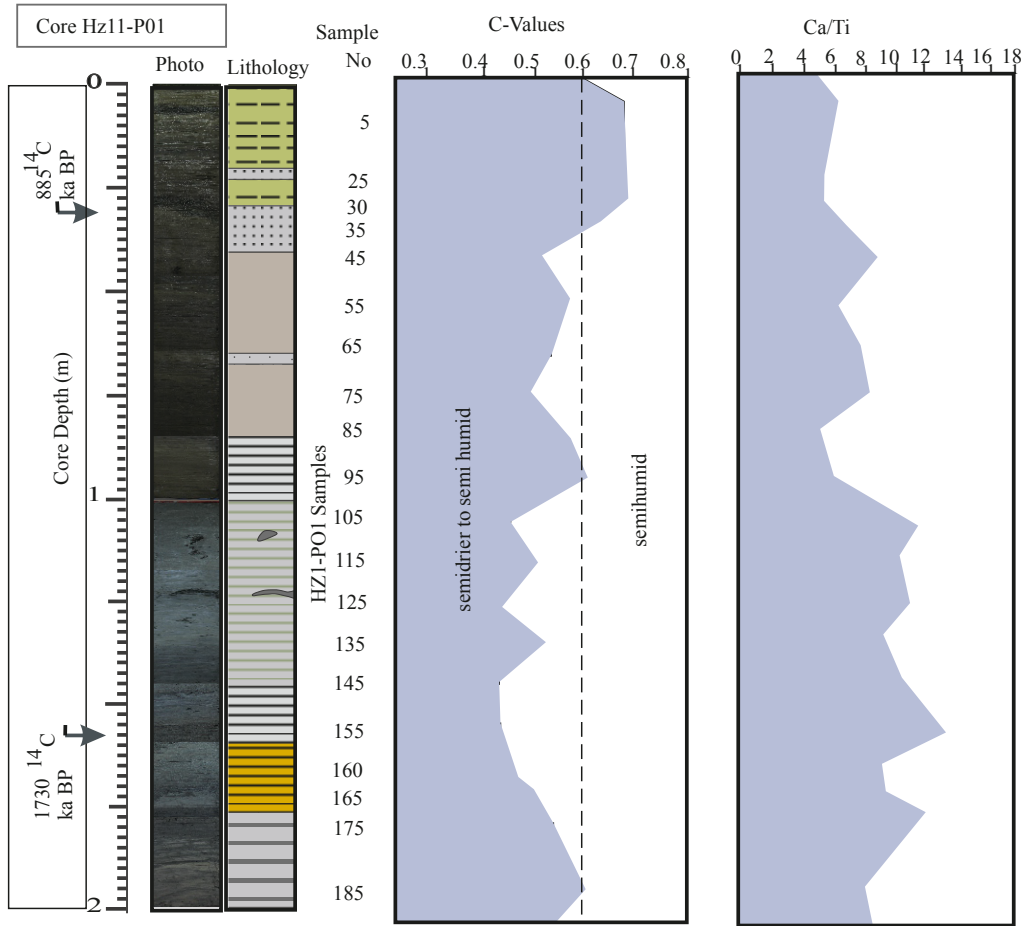 Core Hz11-P01
Photo
Lithology
Sample
No
C-Values
0.3 0.4 0.5 0.6 0.7 0.8
Ca/Ti
0 2 4 6 8 10 12 14 16 18
0
1
2
Core Depth (m)
885 14C
ka BP
1730 14C
ka BP
HZ1-PO1 Samples
5
25
30
35
45
55
65
75
85
95
105
115
125
135
145
155
160
165
175
185
semidrier to semi humid
semihumid